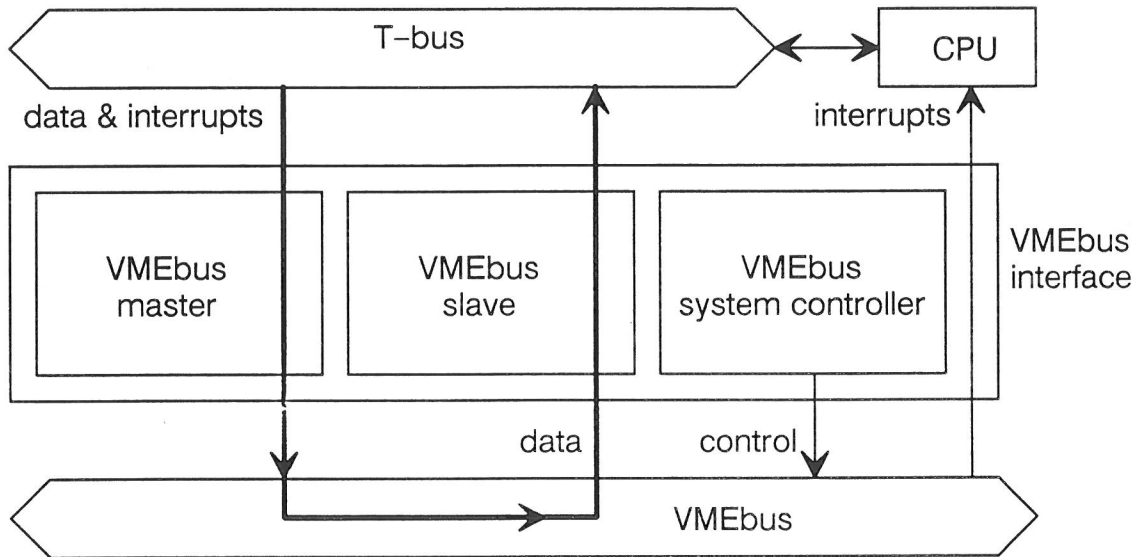 T-bus
CPU
data & interrupts
interrupts
VMEbus
master
VMEbus
slave
VMEbus
system controller
VMEbus
interface
data
control
VMEbus